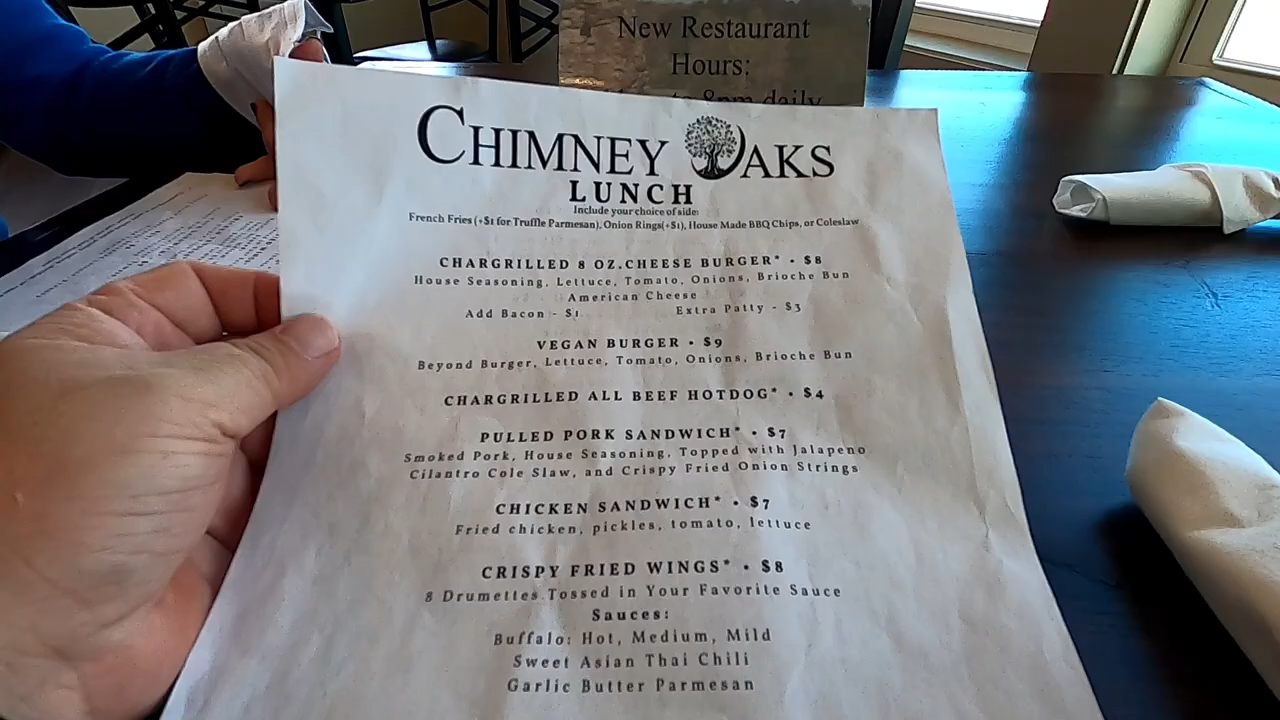 New Restaurant
Hours:
8pm daily
CHIMNEY OAKS
LUNCH
Include your choice of side:
French Fries (+$1 for Truffle Parmesan), Onion Rings(+$1), House Made BBQ Chips, or Coleslaw
CHARGRILLED 8 OZ.CHEESE BURGER* • $8
House Seasoning, Lettuce, Tomato, Onions, Brioche Bun
American Cheese
Add Bacon - $1 Extra Patty - $3
VEGAN BURGER • $9
Beyond Burger, Lettuce, Tomato, Onions, Brioche Bun
CHARGRILLED ALL BEEF HOTDOG* • $4
PULLED PORK SANDWICH* • $7
Smoked Pork, House Seasoning, Topped with Jalapeno
Cilantro Cole Slaw, and Crispy Fried Onion Strings
CHICKEN SANDWICH* • $7
Fried chicken, pickles, tomato, lettuce
CRISPY FRIED WINGS* • $8
8 Drumettes Tossed in Your Favorite Sauce
Sauces:
Buffalo: Hot, Medium, Mild
Sweet Asian Thai Chili
Garlic Butter Parmesan